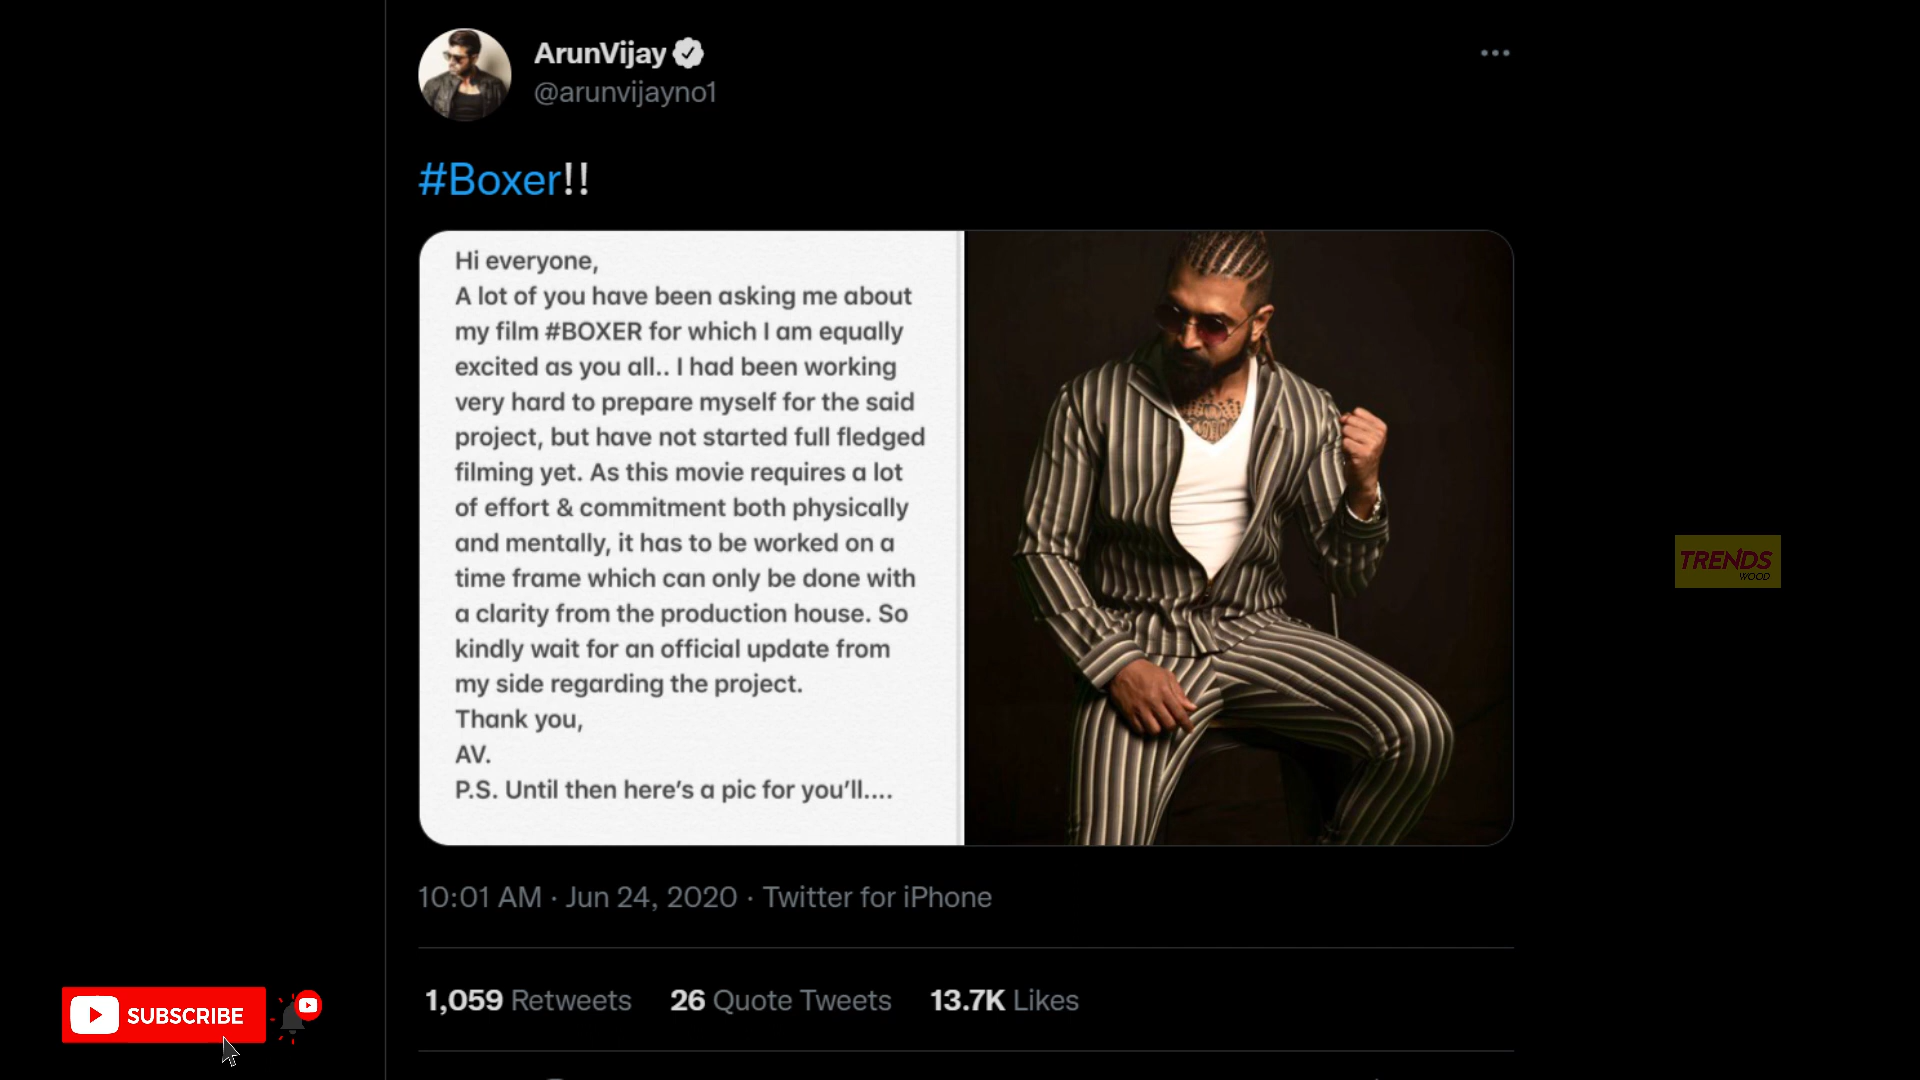 ArunVijay
@arunvijayno1
#Boxer!!
Hi everyone,
A lot of you have been asking me about
my film #BOXER for which I am equally
excited as you all.. I had been working
very hard to prepare myself for the said
project, but have not started full fledged
filming yet. As this movie requires a lot
of effort & commitment both physically
and mentally, it has to be worked on a
time frame which can only be done with
a clarity from the production house. So
kindly wait for an official update from
my side regarding the project.
Thank you,
AV.
P.S. Until then here's a pic for you'll....
TRENDS
WOOD
10:01 AM · Jun 24, 2020 · Twitter for iPhone
1,059 Retweets 26 Quote Tweets 13.7K Likes
SUBSCRIBE